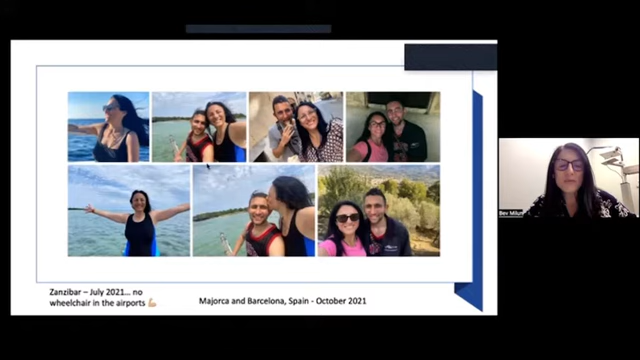 Bev Milun
Zanzibar – July 2021... no
wheelchair in the airports 💪🏼
Majorca and Barcelona, Spain - October 2021